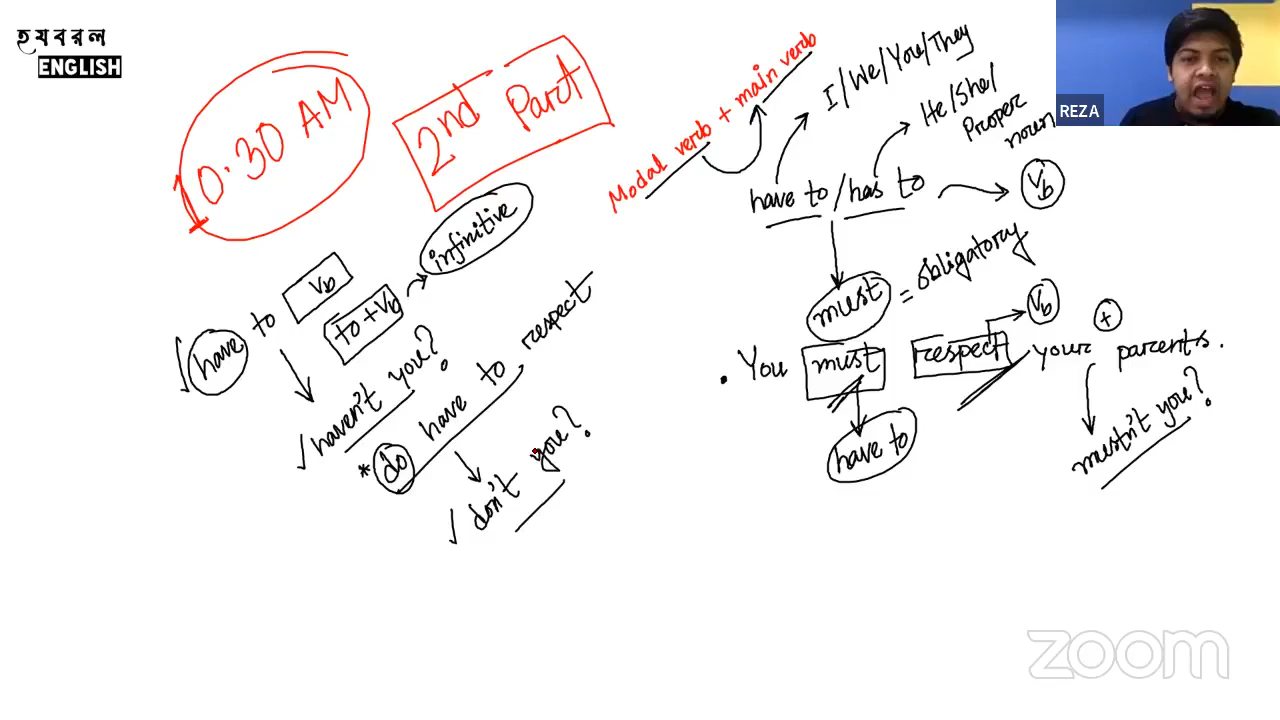 হযবরল
ENGLISH
10.30 AM
2nd Part
Modal verb + main verb
I/We/You/They
He/She/
Proper
noun
REZA
have to / has to
Vb
must = obligatory
have to Vb
to + Vb
infinitive
haven't you?
* do have to respect
don't you?
Vb
+
. You must respect your parents.
have to
mustn't you?
zoom